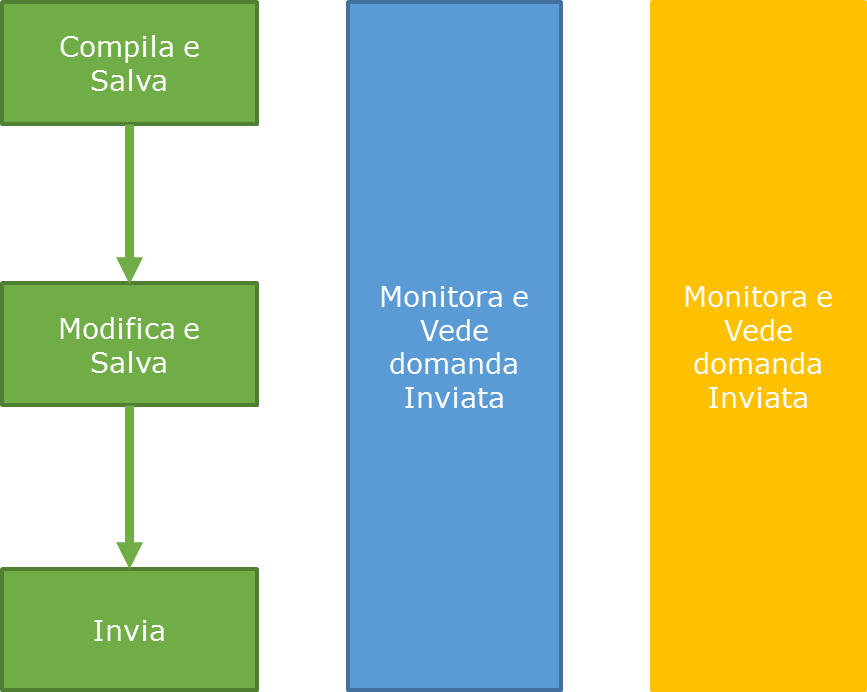 Compila e
Salva
Modifica e
Salva
Invia
Monitora e
Vede
domanda
Inviata
Monitora e
Vede
domanda
Inviata